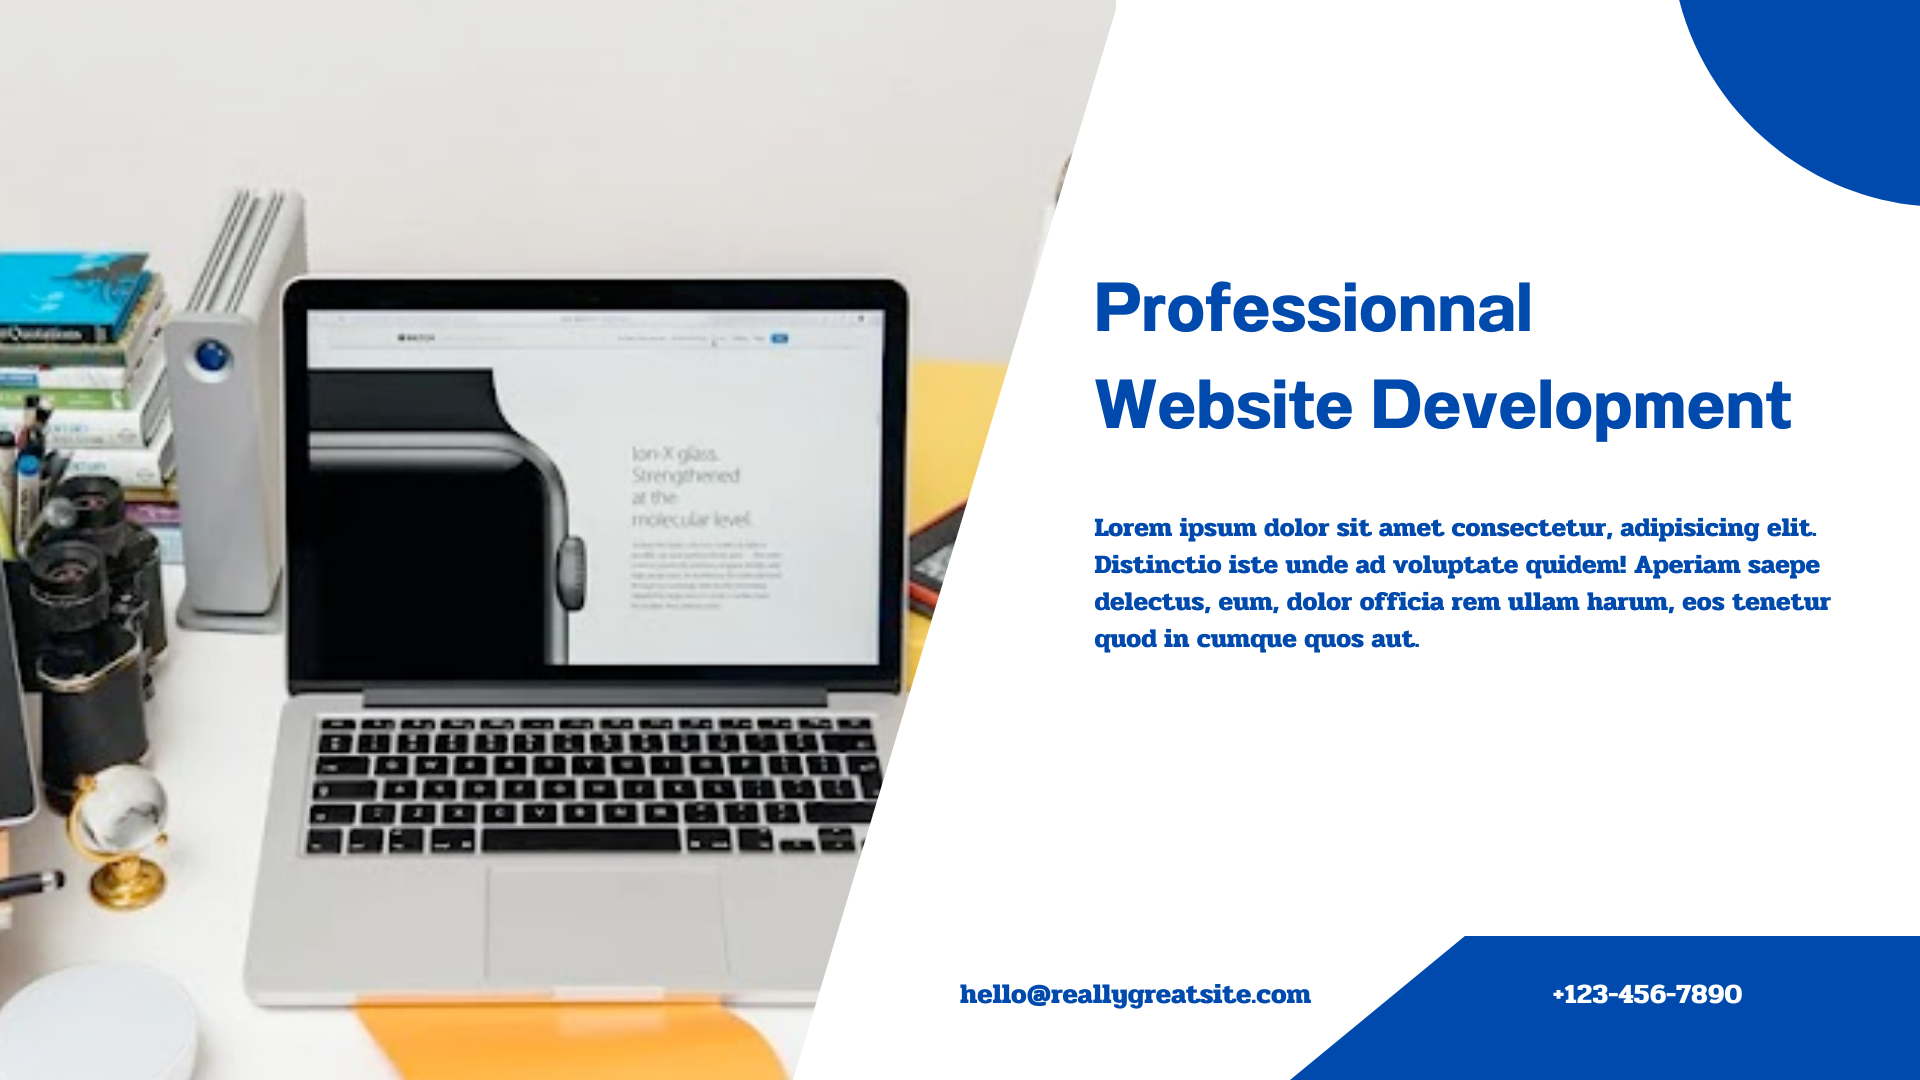 Professionnal
Website Development
Lorem ipsum dolor sit amet consectetur, adipisicing elit.
Distinctio iste unde ad voluptate quidem! Aperiam saepe
delectus, eum, dolor officia rem ullam harum, eos tenetur
quod in cumque quos aut.
hello@reallygreatsite.com
+123-456-7890
Quotations
WATCH
Ion-X glass.
Strengthened
at the
molecular level.